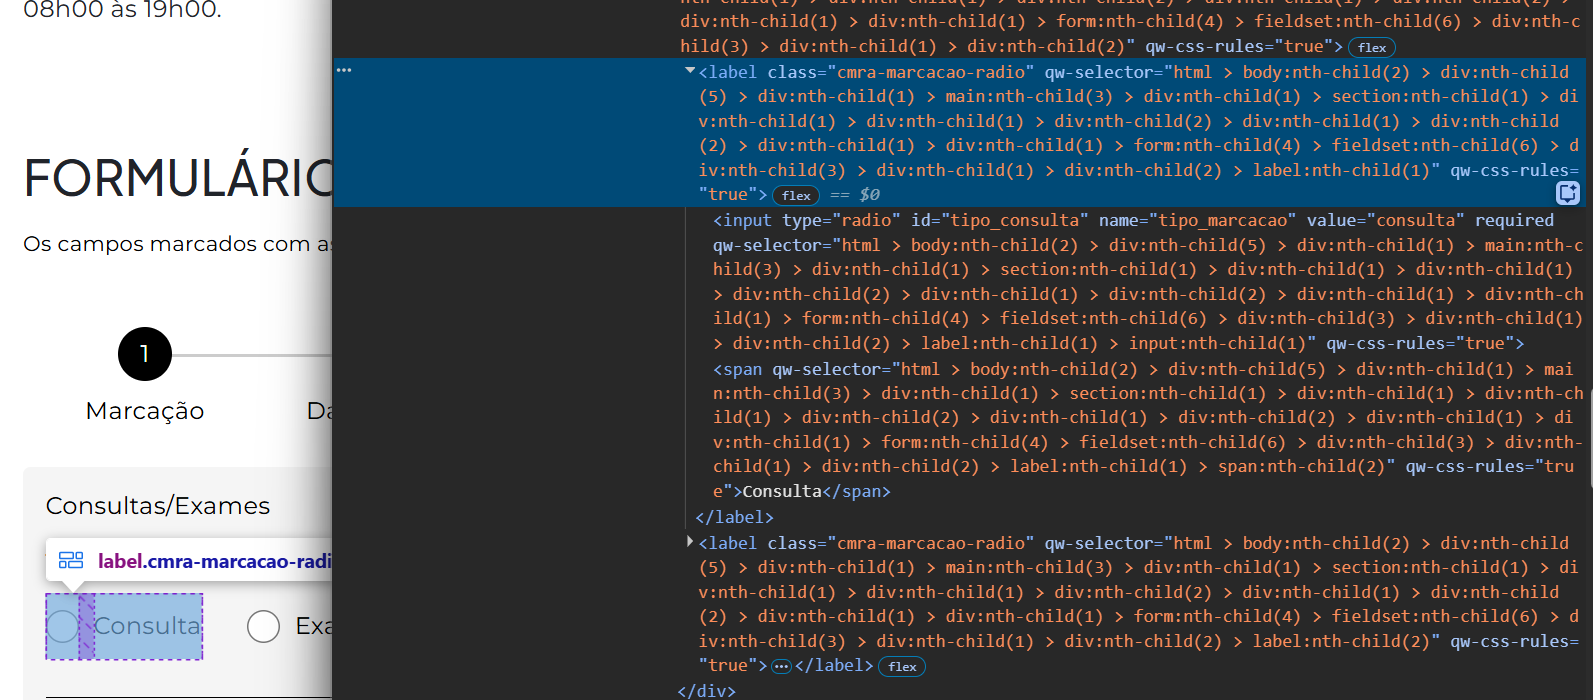 08h00 às 19h00.
FORMULÁRIO
Os campos marcados com as
1
Marcação
Consultas/Exames
label.cmra-marcacao-radi
Consulta
div:nth-child(1) > div:nth-child(1) > form:nth-child(4) > fieldset:nth-child(6) > div:nth-c
hild(3) > div:nth-child(1) > div:nth-child(2)" qw-css-rules="true"> flex
<label class="cmra-marcacao-radio" qw-selector="html > body:nth-child(2) > div:nth-child
(5) > div:nth-child(1) > main:nth-child(3) > div:nth-child(1) > section:nth-child(1) > di
v:nth-child(1) > div:nth-child(1) > div:nth-child(2) > div:nth-child(1) > div:nth-child
(2) > div:nth-child(1) > div:nth-child(1) > form:nth-child(4) > fieldset:nth-child(6) > d
iv:nth-child(3) > div:nth-child(1) > div:nth-child(2) > label:nth-child(1)" qw-css-rules=
"true"> flex == $0
<input type="radio" id="tipo_consulta" name="tipo_marcacao" value="consulta" required
qw-selector="html > body:nth-child(2) > div:nth-child(5) > div:nth-child(1) > main:nth-c
hild(3) > div:nth-child(1) > section:nth-child(1) > div:nth-child(1) > div:nth-child(1)
> div:nth-child(2) > div:nth-child(1) > div:nth-child(2) > div:nth-child(1) > div:nth-ch
ild(1) > form:nth-child(4) > fieldset:nth-child(6) > div:nth-child(3) > div:nth-child(1)
> div:nth-child(2) > label:nth-child(1) > input:nth-child(1)" qw-css-rules="true">
<span qw-selector="html > body:nth-child(2) > div:nth-child(5) > div:nth-child(1) > mai
n:nth-child(3) > div:nth-child(1) > section:nth-child(1) > div:nth-child(1) > div:nth-ch
ild(1) > div:nth-child(2) > div:nth-child(1) > div:nth-child(2) > div:nth-child(1) > di
v:nth-child(1) > form:nth-child(4) > fieldset:nth-child(6) > div:nth-child(3) > div:nth-
child(1) > div:nth-child(2) > label:nth-child(1) > span:nth-child(2)" qw-css-rules="tru
e">Consulta</span>
</label>
<label class="cmra-marcacao-radio" qw-selector="html > body:nth-child(2) > div:nth-child
(5) > div:nth-child(1) > main:nth-child(3) > div:nth-child(1) > section:nth-child(1) > di
v:nth-child(1) > div:nth-child(1) > div:nth-child(2) > div:nth-child(1) > div:nth-child
(2) > div:nth-child(1) > div:nth-child(1) > form:nth-child(4) > fieldset:nth-child(6) > d
iv:nth-child(3) > div:nth-child(1) > div:nth-child(2) > label:nth-child(2)" qw-css-rules=
"true"> … </label> flex
</div>